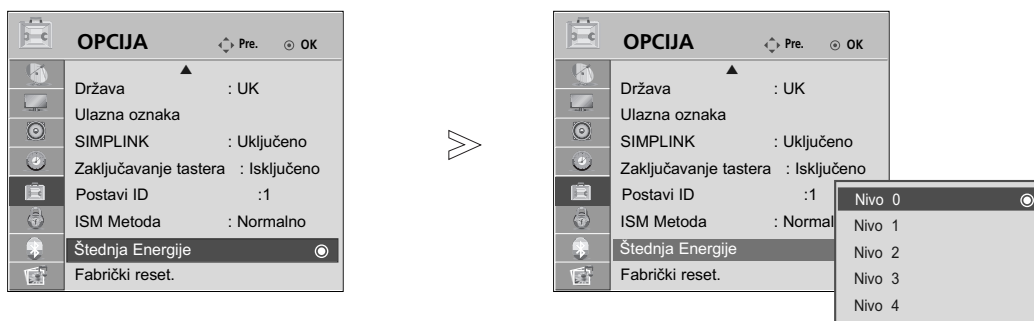 OPCIJA Pre. OK
Država : UK
Ulazna oznaka
SIMPLINK : Uključeno
Zaključavanje tastera : Isključeno
Postavi ID :1
ISM Metoda : Normalno
Štednja Energije
Fabrički reset.
OPCIJA Pre. OK
Država : UK
Ulazna oznaka
SIMPLINK : Uključeno
Zaključavanje tastera : Isključeno
Postavi ID :1
ISM Metoda : Normal
Štednja Energije
Fabrički reset.
Nivo 0
Nivo 1
Nivo 2
Nivo 3
Nivo 4